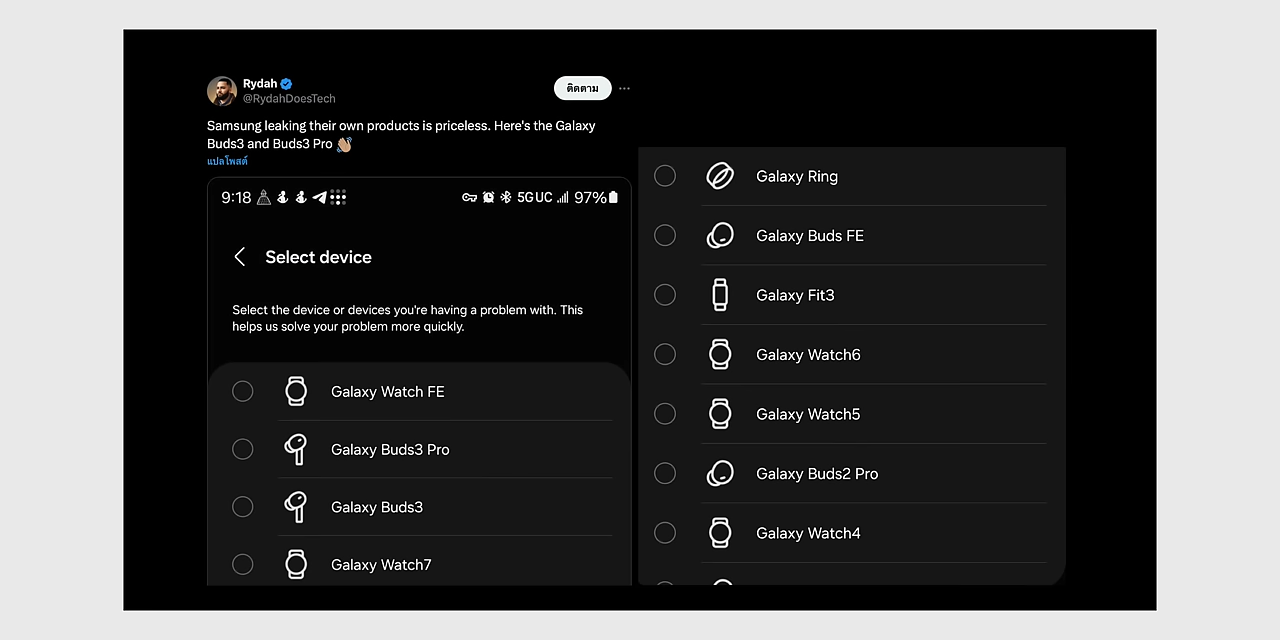 Rydah
@RydahDoesTech
ติดตาม
Samsung leaking their own products is priceless. Here's the Galaxy
Buds3 and Buds3 Pro 👏🏽
แปลโพสต์
9:18
5GUC
97%
Select device
Select the device or devices you're having a problem with. This
helps us solve your problem more quickly.
Galaxy Watch FE
Galaxy Buds3 Pro
Galaxy Buds3
Galaxy Watch7
Galaxy Ring
Galaxy Buds FE
Galaxy Fit3
Galaxy Watch6
Galaxy Watch5
Galaxy Buds2 Pro
Galaxy Watch4